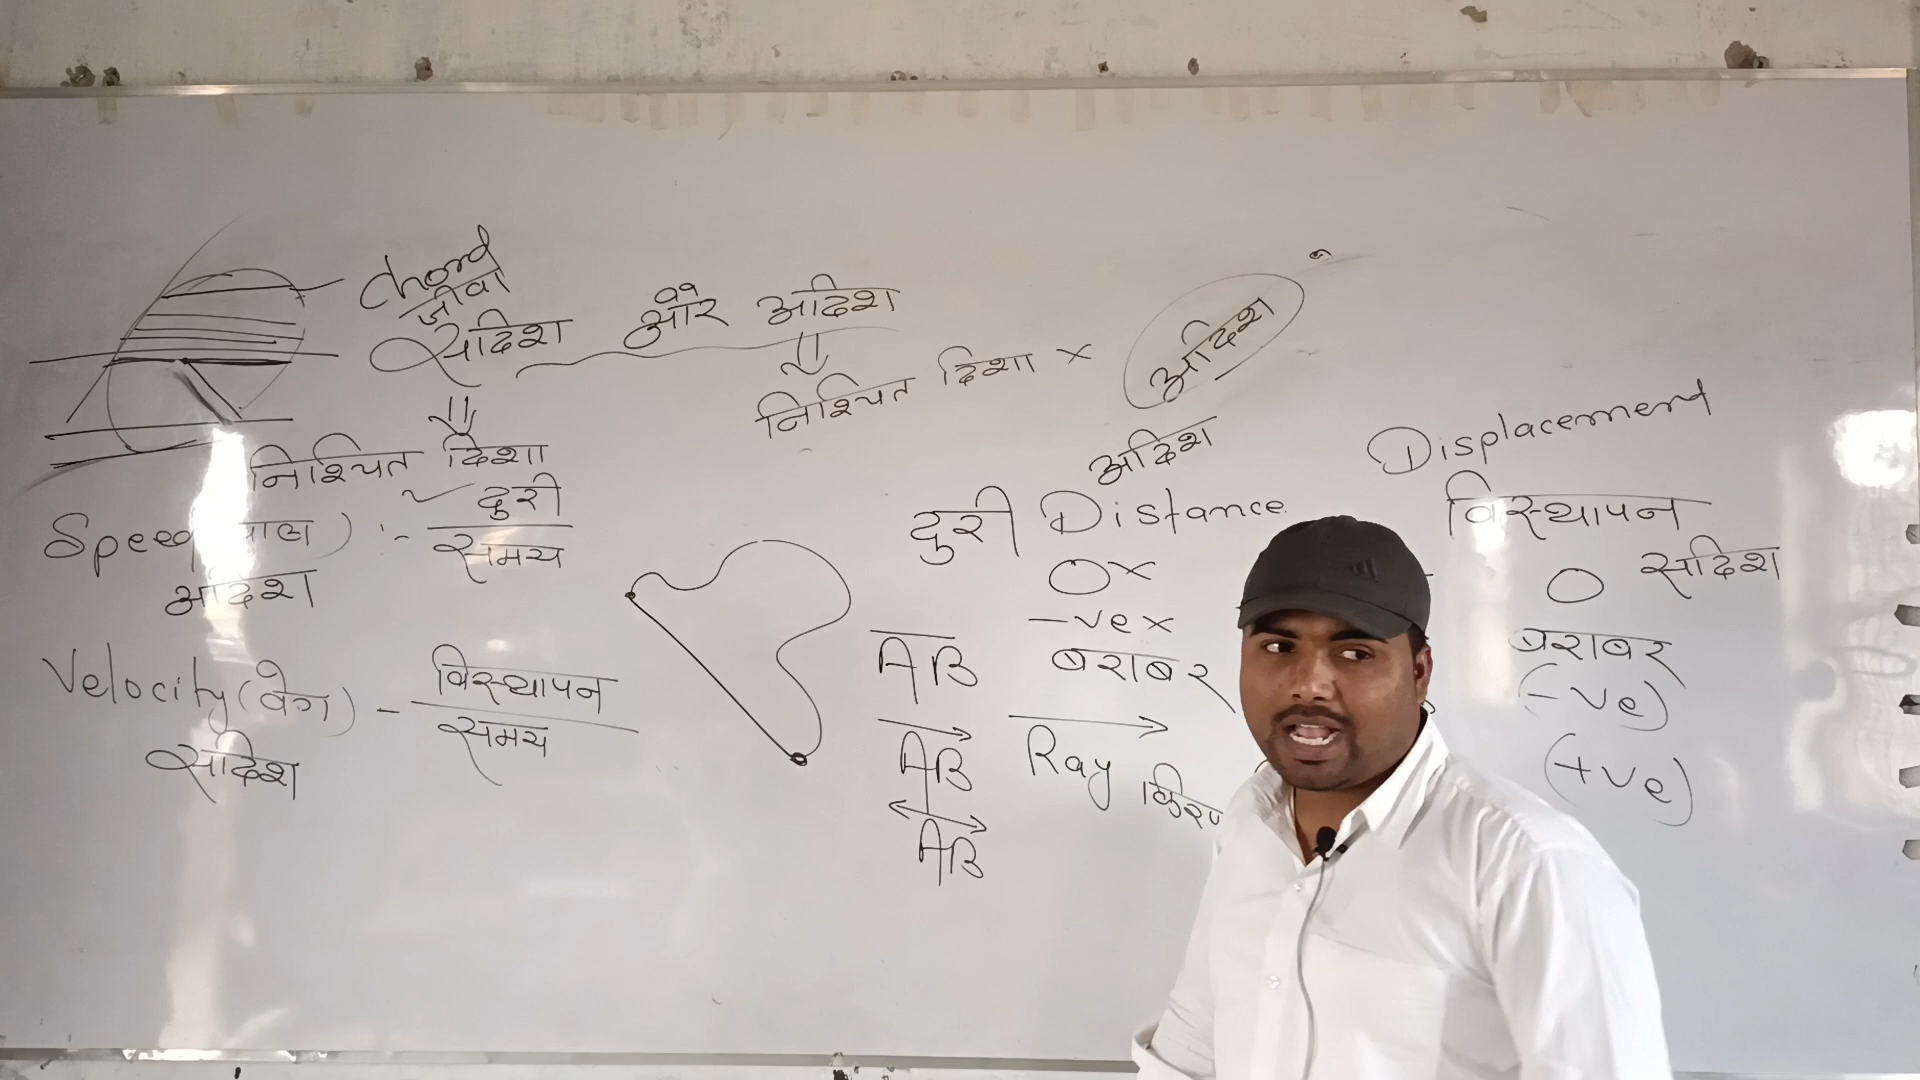 Chord
जीवा
सदिश और अदिश
निश्चित दिशा ×
अदिश
निश्चित दिशा
Speed :- दुरी
समय
अदिश
Velocity (वेग) - विस्थापन
समय
सदिश
अदिश
दुरी Distance
0 ×
-ve ×
बराबर
AB
AB Ray
AB
Displacement
विस्थापन
0 सदिश
बराबर
(-ve)
(+ve)